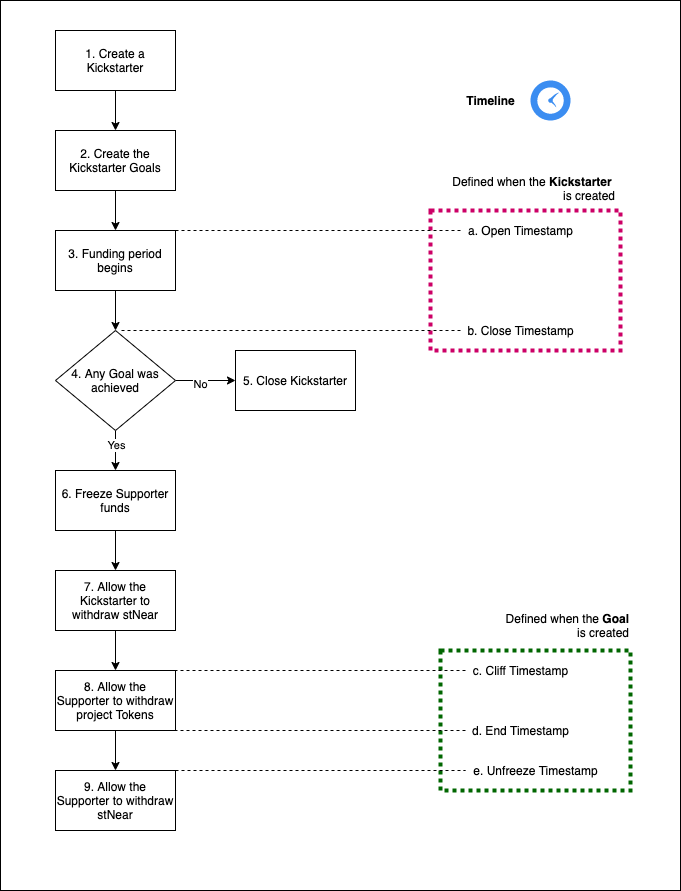 1. Create a
Kickstarter
Timeline
2. Create the
Kickstarter Goals
Defined when the Kickstarter
is created
3. Funding period
begins
a. Open Timestamp
b. Close Timestamp
4. Any Goal was
achieved
No
5. Close Kickstarter
Yes
6. Freeze Supporter
funds
7. Allow the
Kickstarter to
withdraw stNear
Defined when the Goal
is created
8. Allow the
Supporter to withdraw
project Tokens
c. Cliff Timestamp
d. End Timestamp
e. Unfreeze Timestamp
9. Allow the
Supporter to withdraw
stNear